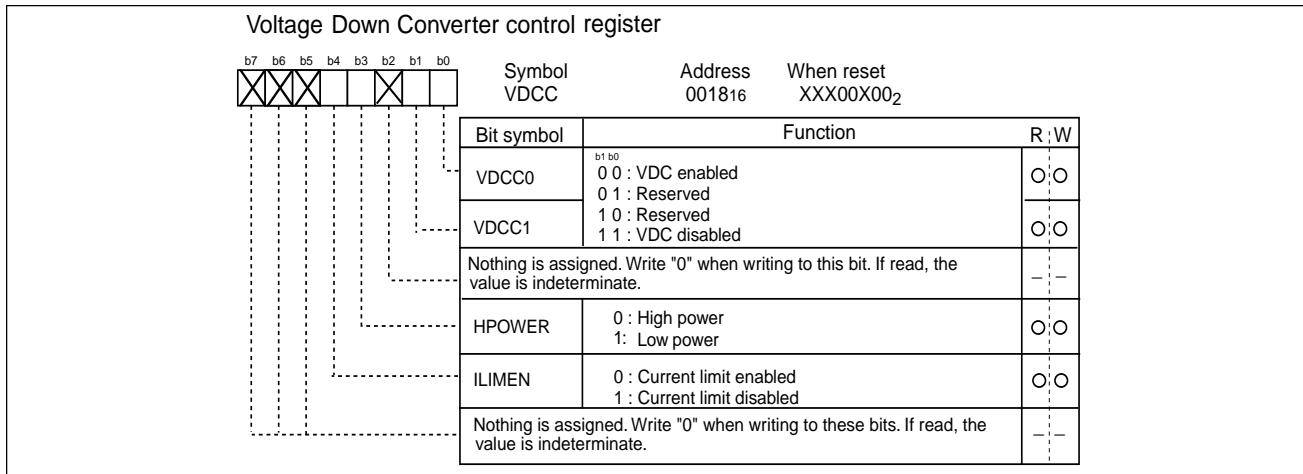 Voltage Down Converter control register
b7 b6 b5 b4 b3 b2 b1 b0
Symbol Address When reset
VDCC 001816 XXX00X002
Bit symbol Function R W
VDCC0
b1 b0
0 0 : VDC enabled
0 1 : Reserved
VDCC1
1 0 : Reserved
1 1 : VDC disabled
Nothing is assigned. Write "0" when writing to this bit. If read, the
value is indeterminate.
HPOWER
0 : High power
1: Low power
ILIMEN
0 : Current limit enabled
1 : Current limit disabled
Nothing is assigned. Write "0" when writing to these bits. If read, the
value is indeterminate.